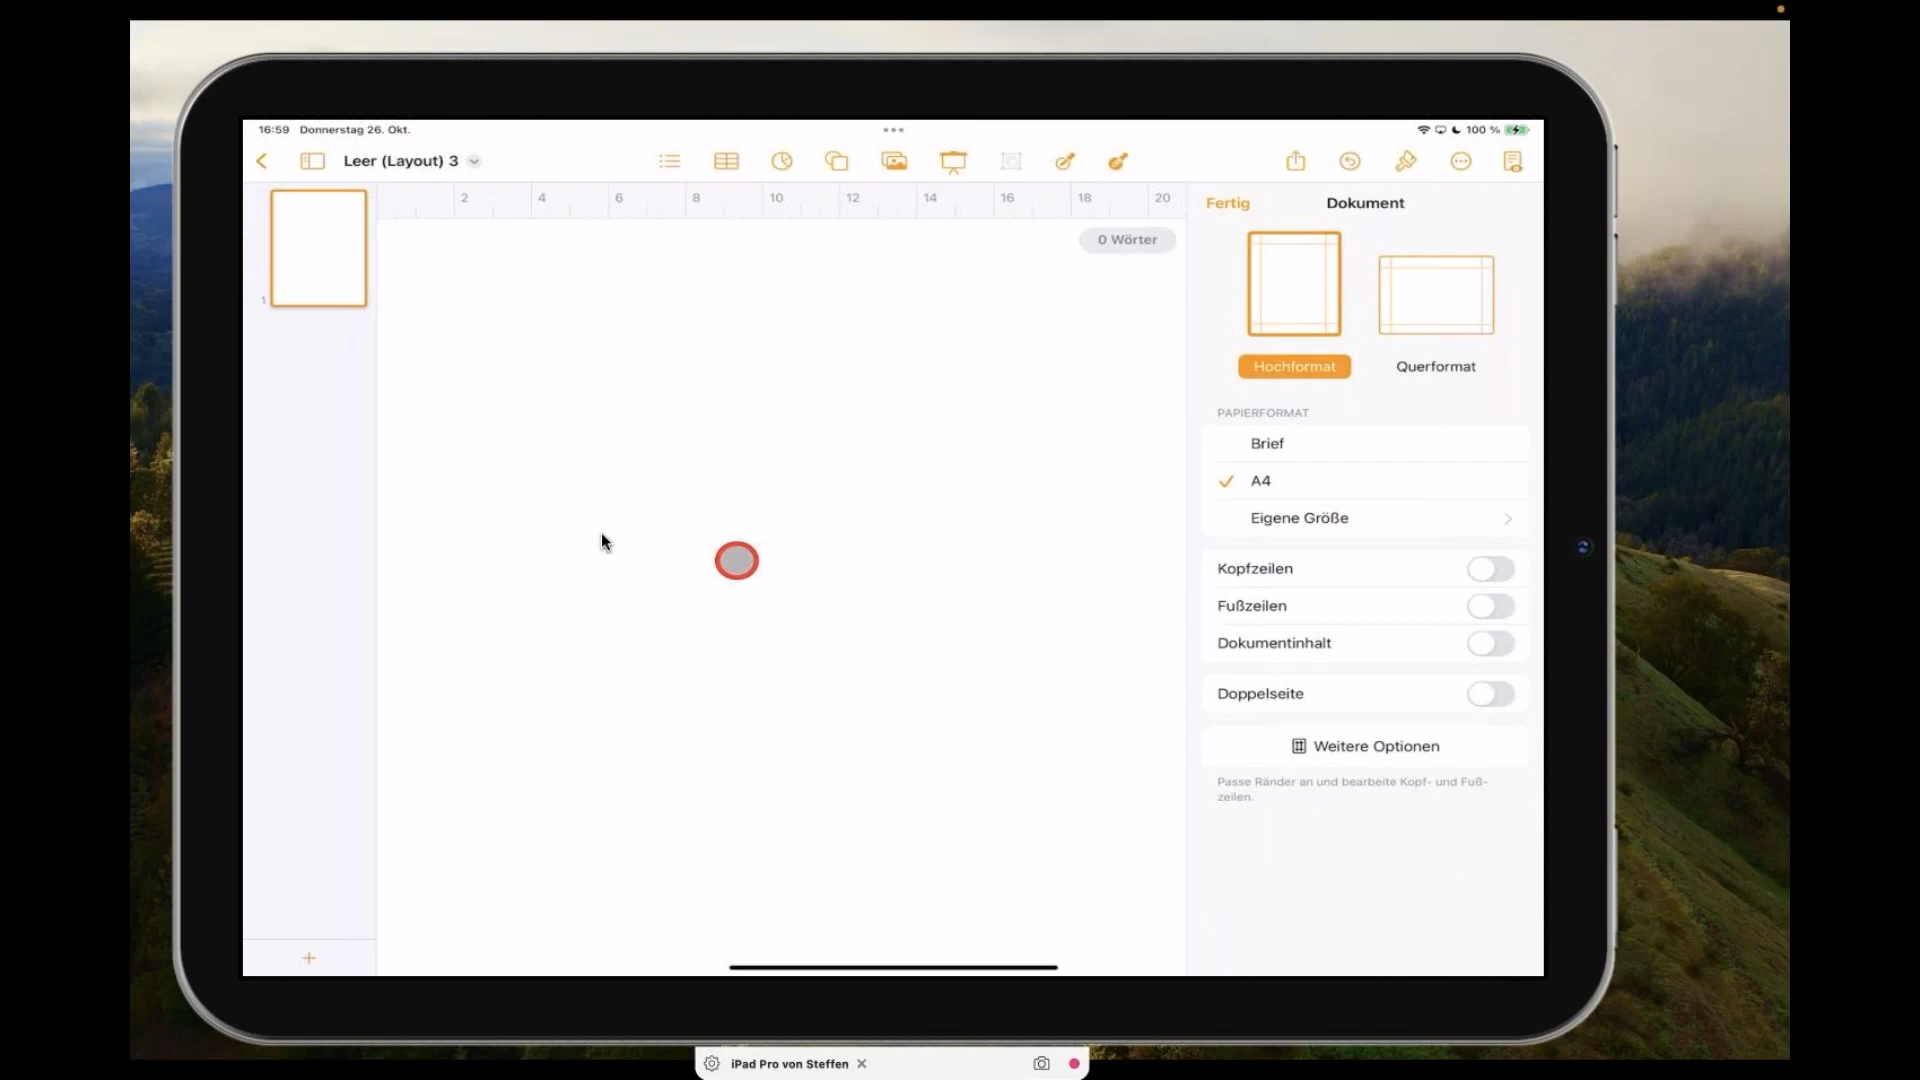 16:59 Donnerstag 26. Okt.
100 %
Leer (Layout) 3
2 4 6 8 10 12 14 16 18 20
0 Wörter
1
Fertig
Dokument
Hochformat
Querformat
PAPIERFORMAT
Brief
A4
Eigene Größe
Kopfzeilen
Fußzeilen
Dokumentinhalt
Doppelseite
Weitere Optionen
Passe Ränder an und bearbeite Kopf- und Fuß-
zeilen.
iPad Pro von Steffen